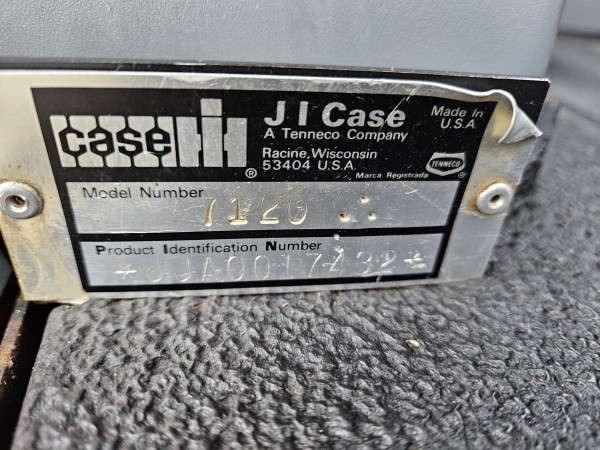 case IH ®
J I Case
A Tenneco Company
Racine, Wisconsin
53404 U.S.A.
Made In
U.S.A.
TENNECO ®
Marca Registrada
Model Number
7120
Product Identification Number
*JJA0017432*